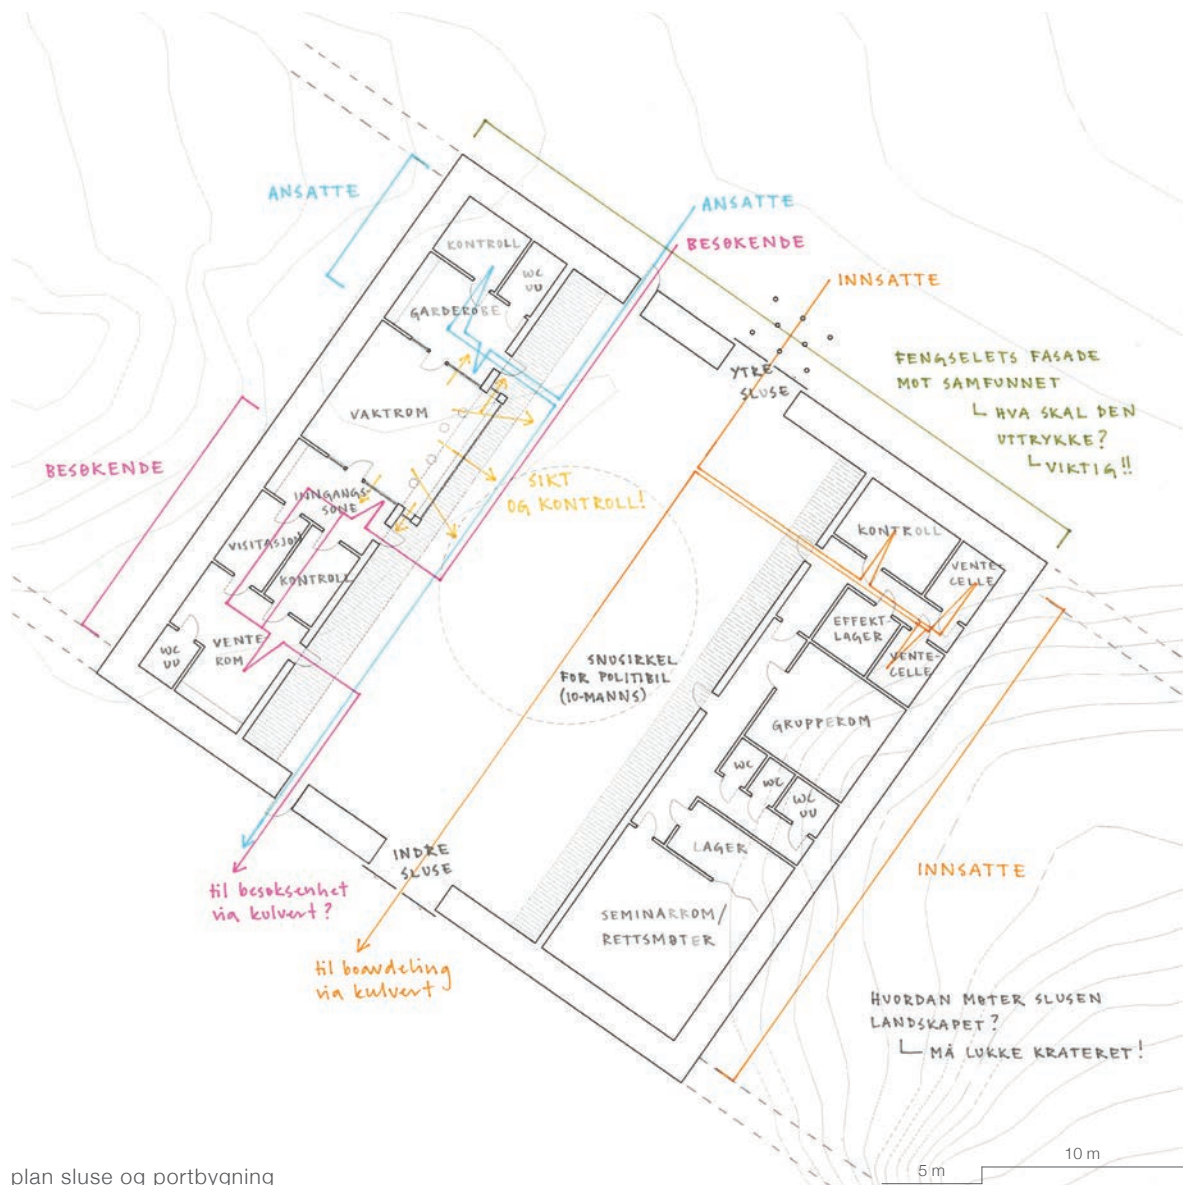 ANSATTE
ANSATTE
BESØKENDE
INNSATTE
KONTROLL
WC
UU
GARDEROBE
YTRE
SLUSE
FENGSELETS FASADE
MOT SAMFUNNET
HVA SKAL DEN
UTTRYKKE?
VIKTIG!!
VAKTROM
BESØKENDE
SIKT
OG KONTROLL!
INNGANGS-
SONE
VISITASJON
KONTROLL
KONTROLL
VENTE-
CELLE
EFFEKT-
LAGER
VENTE-
CELLE
WC
UU
VENTE
ROM
SNUSIRKEL
FOR POLITIBIL
(10-MANNS)
GRUPPEROM
WC
WC
WC
UU
LAGER
INDRE
SLUSE
SEMINARROM/
RETTSMØTER
INNSATTE
til besøksenhet
via kulvert?
til boavdeling
via kulvert
HVORDAN MØTER SLUSEN
LANDSKAPET?
MÅ LUKKE KRATERET!
plan sluse og portbygning
5 m
10 m